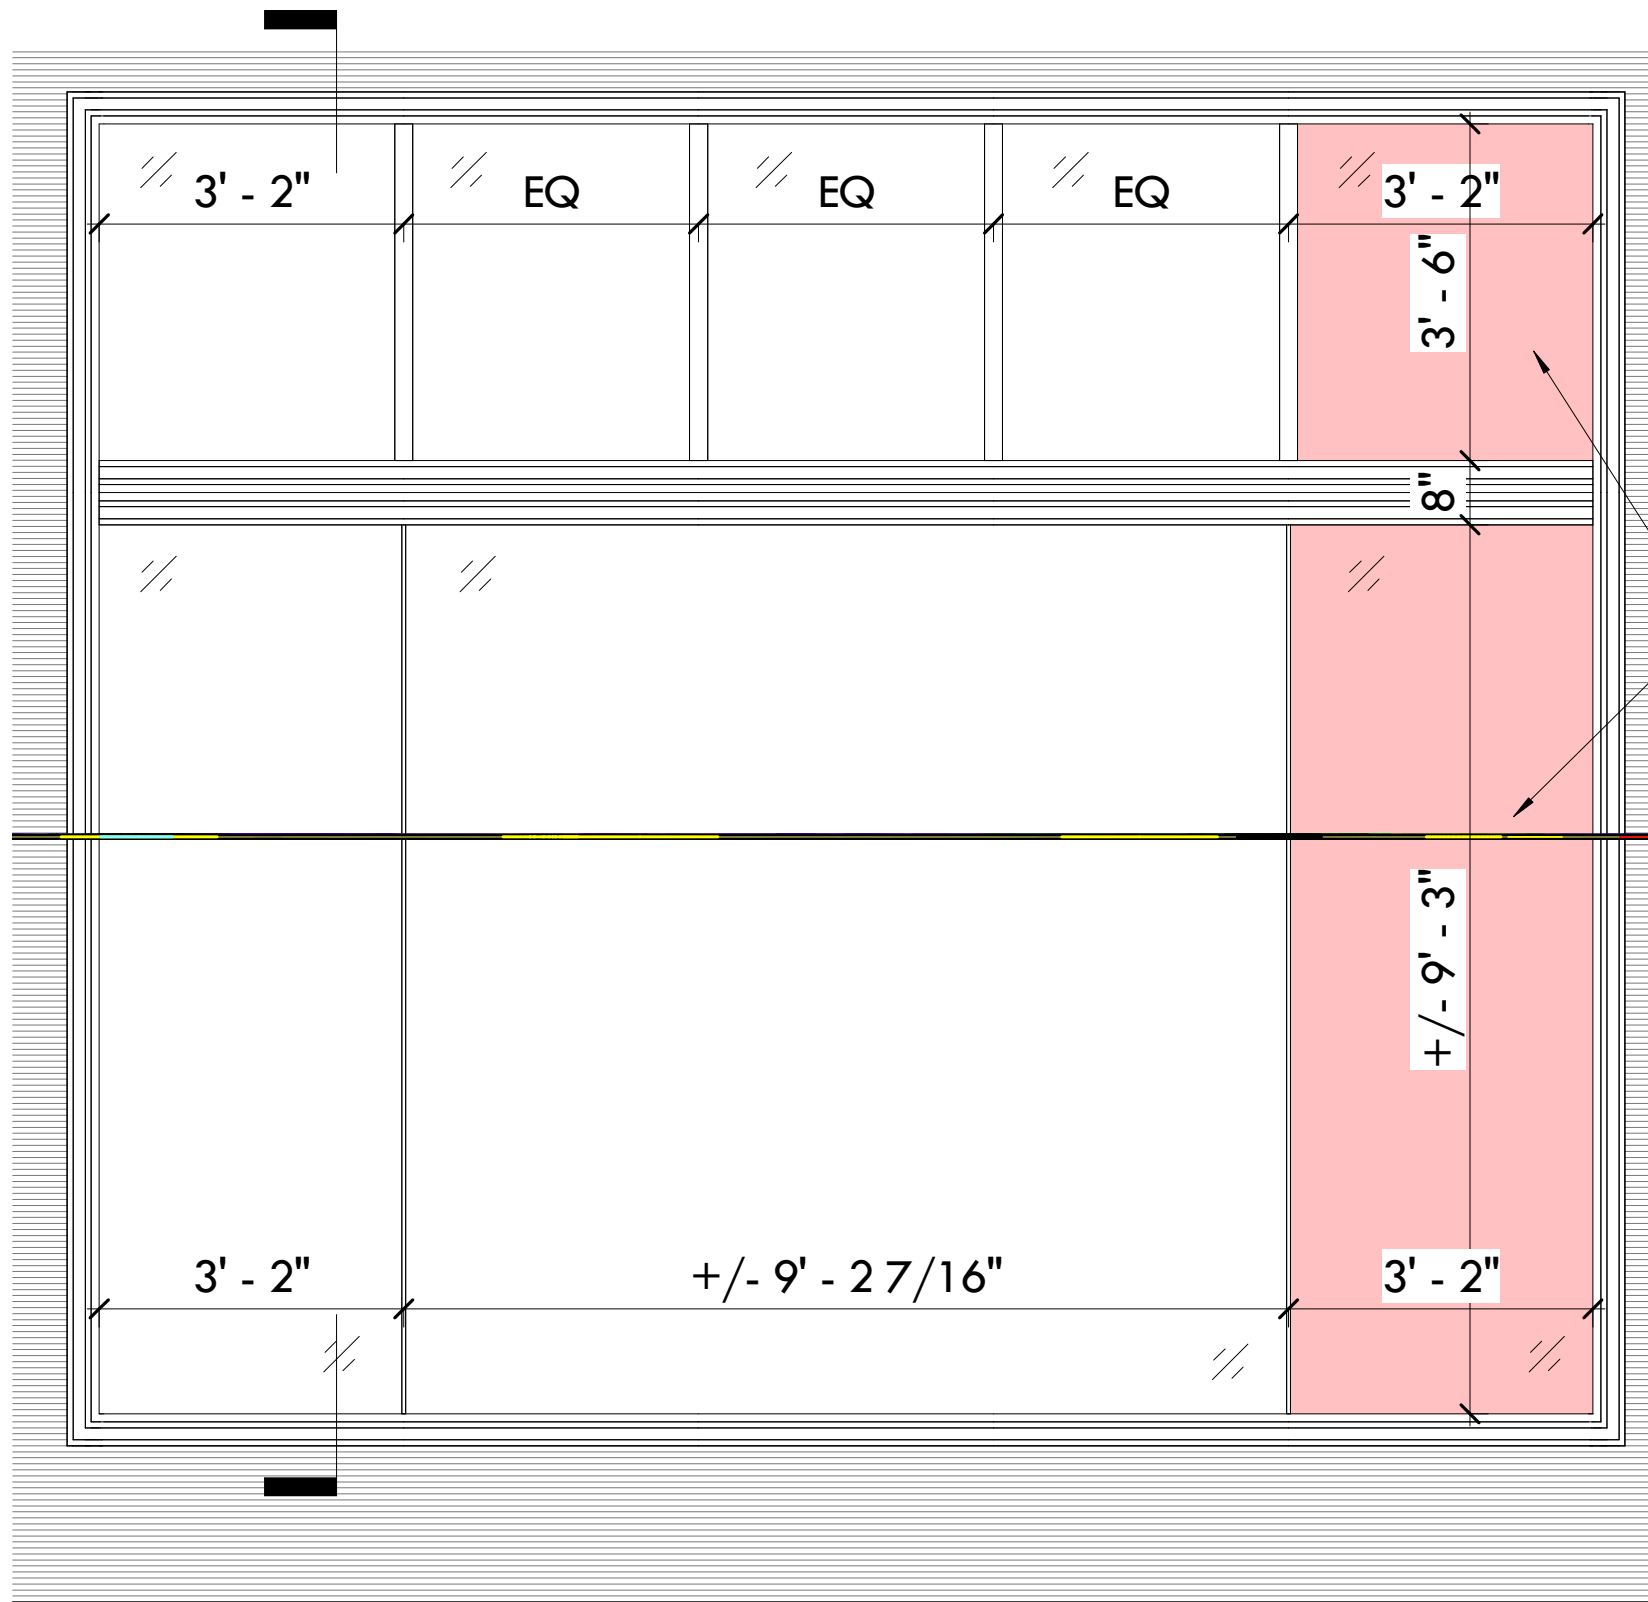 3' - 2" EQ EQ EQ 3' - 2"
3' - 6"
8"
+/- 9' - 3"
3' - 2" +/- 9' - 2 7/16" 3' - 2"